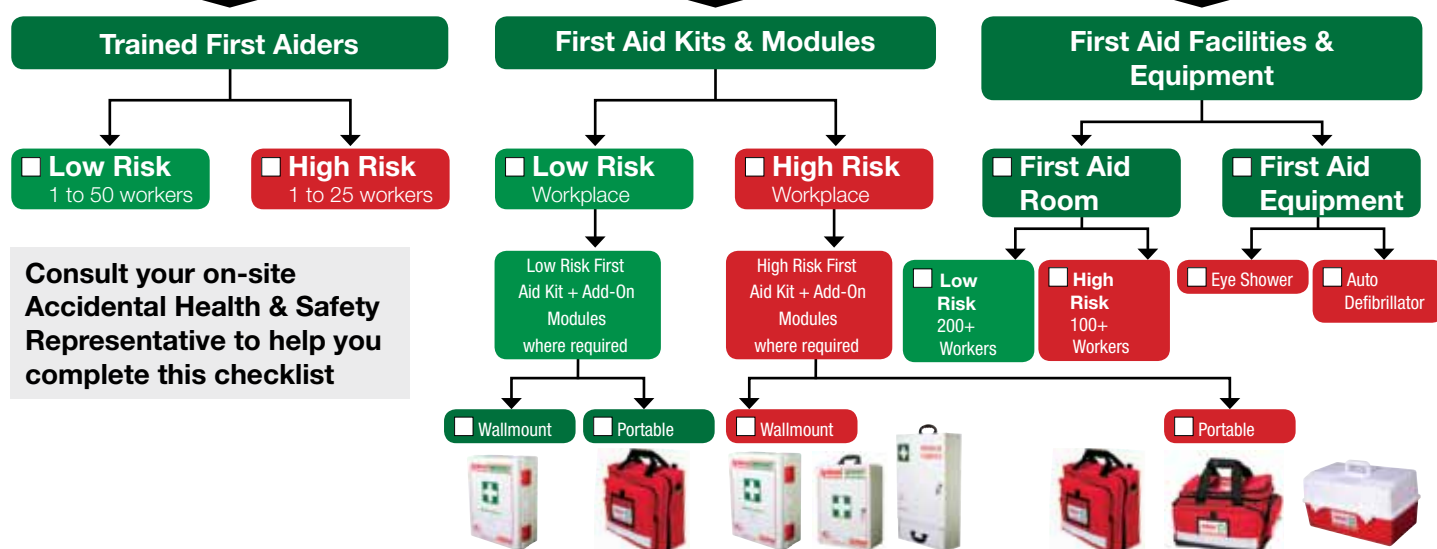 Trained First Aiders
First Aid Kits & Modules
First Aid Facilities &
Equipment
Low Risk
1 to 50 workers
High Risk
1 to 25 workers
Low Risk
Workplace
High Risk
Workplace
First Aid
Room
First Aid
Equipment
Consult your on-site
Accidental Health & Safety
Representative to help you
complete this checklist
Low Risk First
Aid Kit + Add-On
Modules
where required
High Risk First
Aid Kit + Add-On
Modules
where required
Low
Risk
200+
Workers
High
Risk
100+
Workers
Eye Shower
Auto
Defibrillator
Wallmount
Portable
Wallmount
Portable